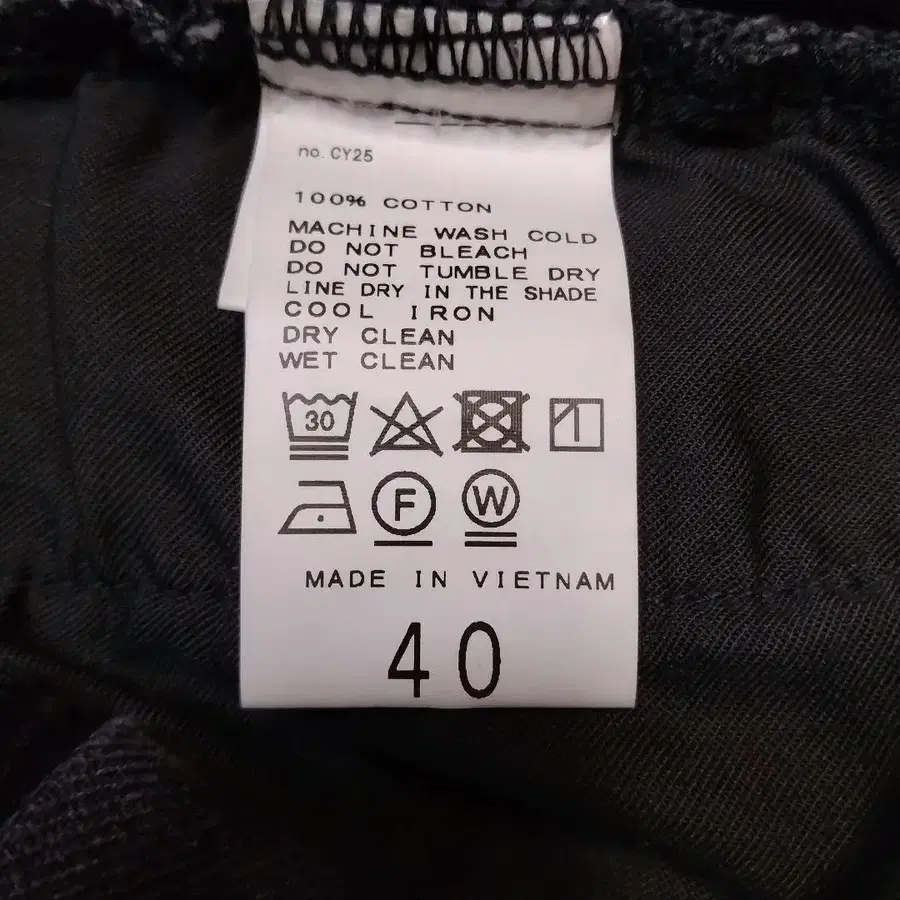 no. CY25
100% COTTON
MACHINE WASH COLD
DO NOT BLEACH
DO NOT TUMBLE DRY
LINE DRY IN THE SHADE
COOL IRON
DRY CLEAN
WET CLEAN
30
F W
MADE IN VIETNAM
40